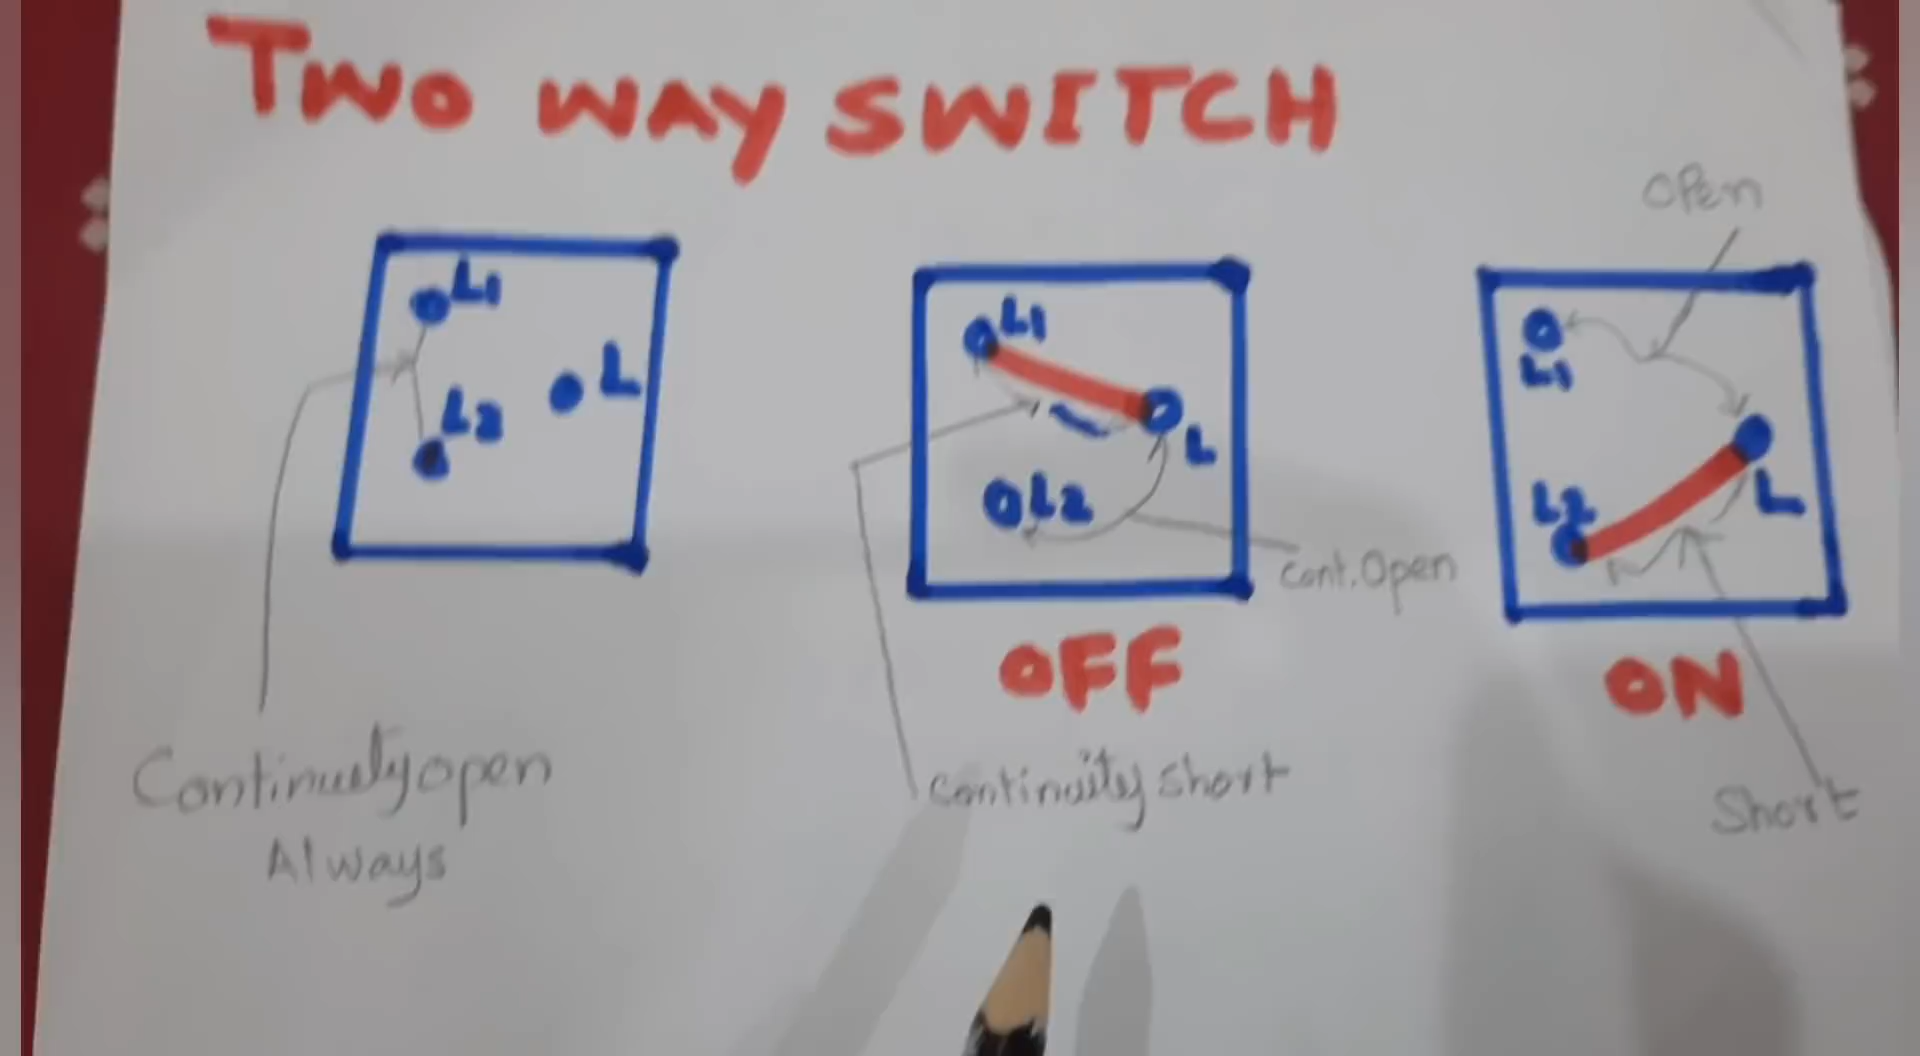 TWO WAY SWITCH
OPEN
L1
L2
L
L1
L
L2
Cont. Open
L1
L2
L
OFF
ON
Continuety open
Always
Continuity Short
Short